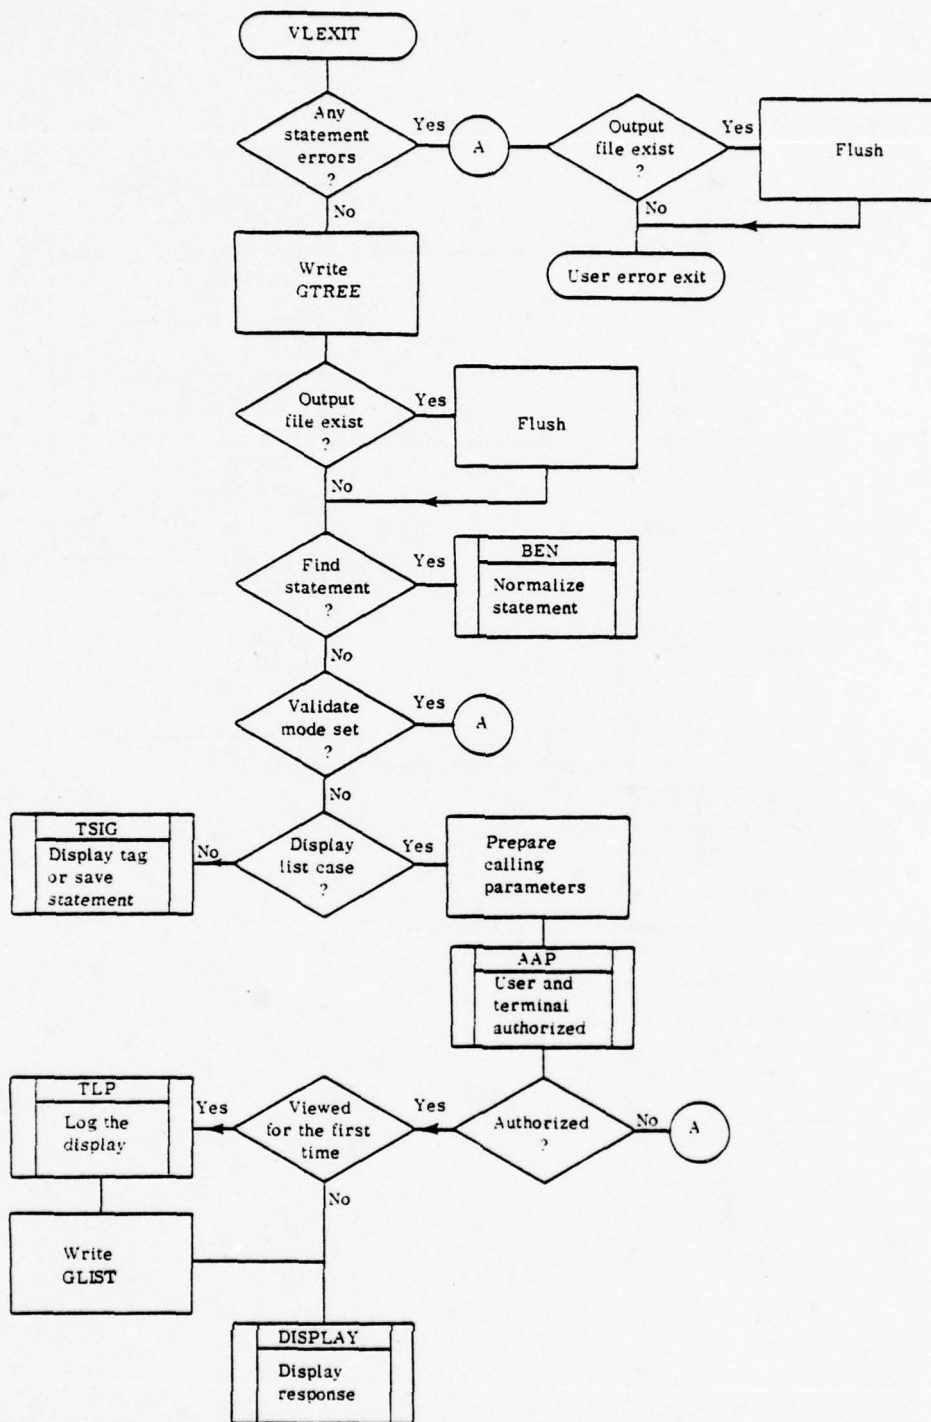 VLEXIT
Any
statement
errors
?
Yes
A
Output
file exist
?
Yes
Flush
No
No
Write
GTREE
User error exit
Output
file exist
?
Yes
Flush
No
Find
statement
?
Yes
BEN
Normalize
statement
No
Validate
mode set
?
Yes
A
No
TSIG
Display tag
or save
statement
No
Display
list case
?
Yes
Prepare
calling
parameters
AAP
User and
terminal
authorized
TLP
Log the
display
Yes
Viewed
for the first
time
Yes
Authorized
?
No
A
No
Write
GLIST
DISPLAY
Display
response